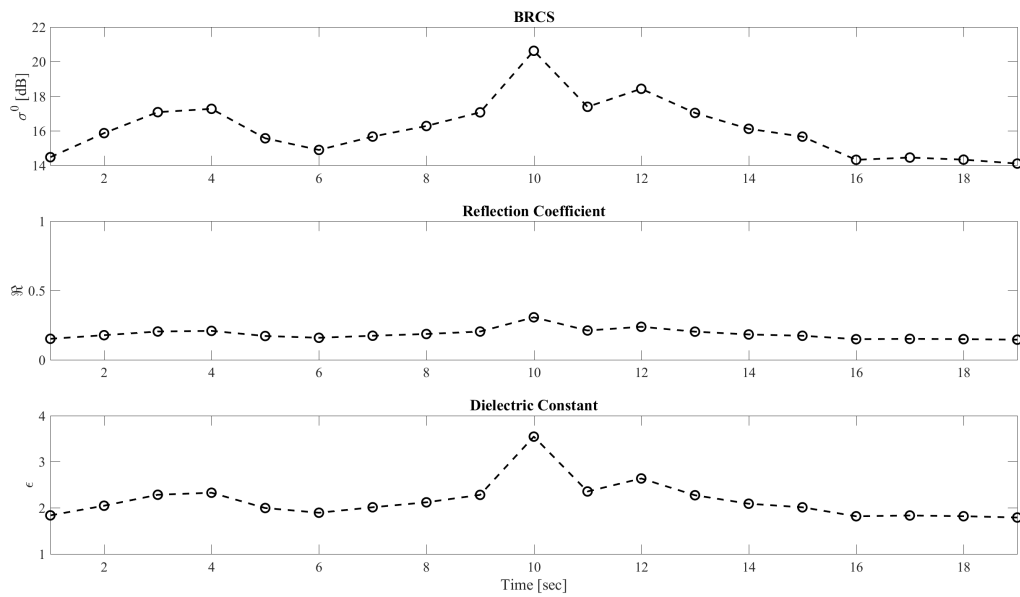 BRCS
22
20
18
16
14
σ⁰ [dB]
2 4 6 8 10 12 14 16 18
Reflection Coefficient
1
0.5
0
ℜ
2 4 6 8 10 12 14 16 18
Dielectric Constant
4
3
2
1
ϵ
2 4 6 8 10 12 14 16 18
Time [sec]